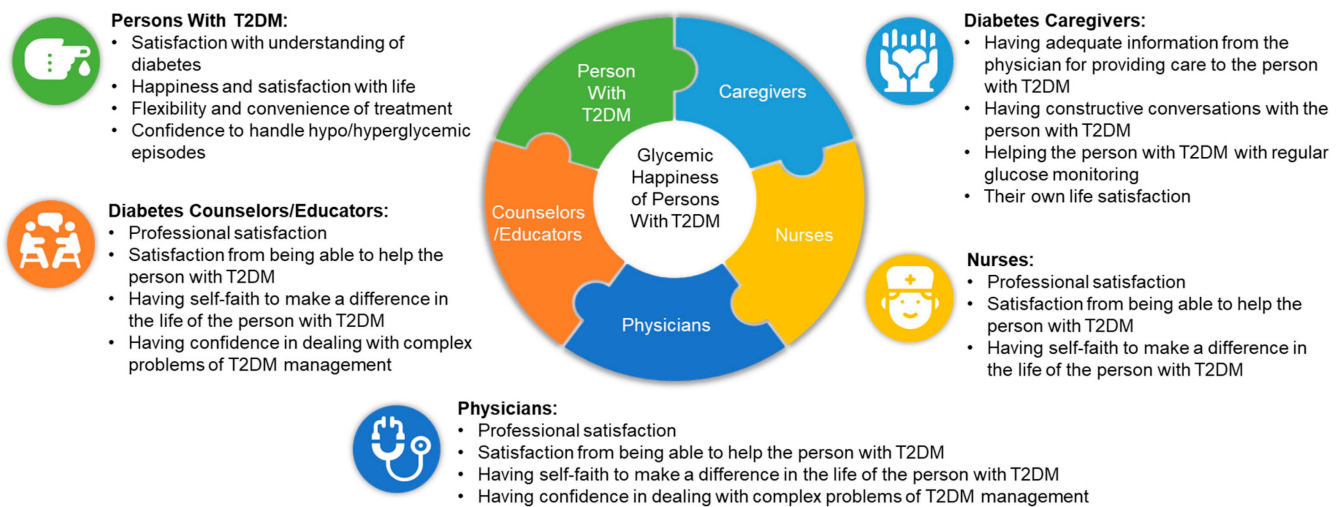 Persons With T2DM:
• Satisfaction with understanding of
diabetes
• Happiness and satisfaction with life
• Flexibility and convenience of treatment
• Confidence to handle hypo/hyperglycemic
episodes
Diabetes Counselors/Educators:
• Professional satisfaction
• Satisfaction from being able to help the
person with T2DM
• Having self-faith to make a difference in
the life of the person with T2DM
• Having confidence in dealing with complex
problems of T2DM management
Person
With
T2DM
Caregivers
Glycemic
Happiness
of Persons
With T2DM
Counselors
/Educators
Nurses
Physicians
Diabetes Caregivers:
• Having adequate information from the
physician for providing care to the person
with T2DM
• Having constructive conversations with the
person with T2DM
• Helping the person with T2DM with regular
glucose monitoring
• Their own life satisfaction
Nurses:
• Professional satisfaction
• Satisfaction from being able to help the
person with T2DM
• Having self-faith to make a difference in
the life of the person with T2DM
Physicians:
• Professional satisfaction
• Satisfaction from being able to help the person with T2DM
• Having self-faith to make a difference in the life of the person with T2DM
• Having confidence in dealing with complex problems of T2DM management